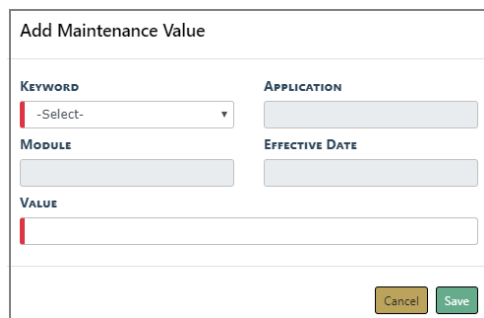 Add Maintenance Value
KEYWORD APPLICATION
-Select-
MODULE EFFECTIVE DATE
VALUE
Cancel Save